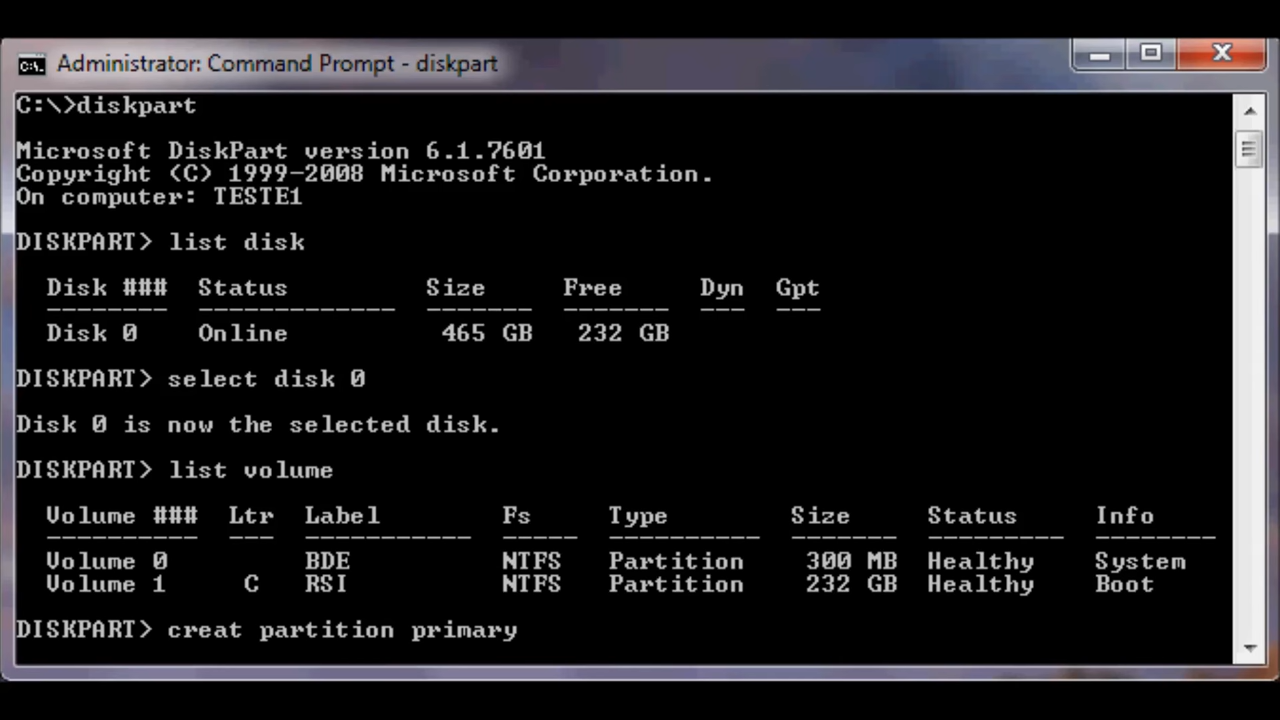 Administrator: Command Prompt - diskpart
C:\>diskpart
Microsoft DiskPart version 6.1.7601
Copyright (C) 1999-2008 Microsoft Corporation.
On computer: TESTE1
DISKPART> list disk
Disk ### Status Size Free Dyn Gpt
-------- ------------- ------- ------- --- ---
Disk 0 Online 465 GB 232 GB
DISKPART> select disk 0
Disk 0 is now the selected disk.
DISKPART> list volume
Volume ### Ltr Label Fs Type Size Status Info
---------- --- ----------- ----- ---------- ------- --------- --------
Volume 0 BDE NTFS Partition 300 MB Healthy System
Volume 1 C RSI NTFS Partition 232 GB Healthy Boot
DISKPART> creat partition primary